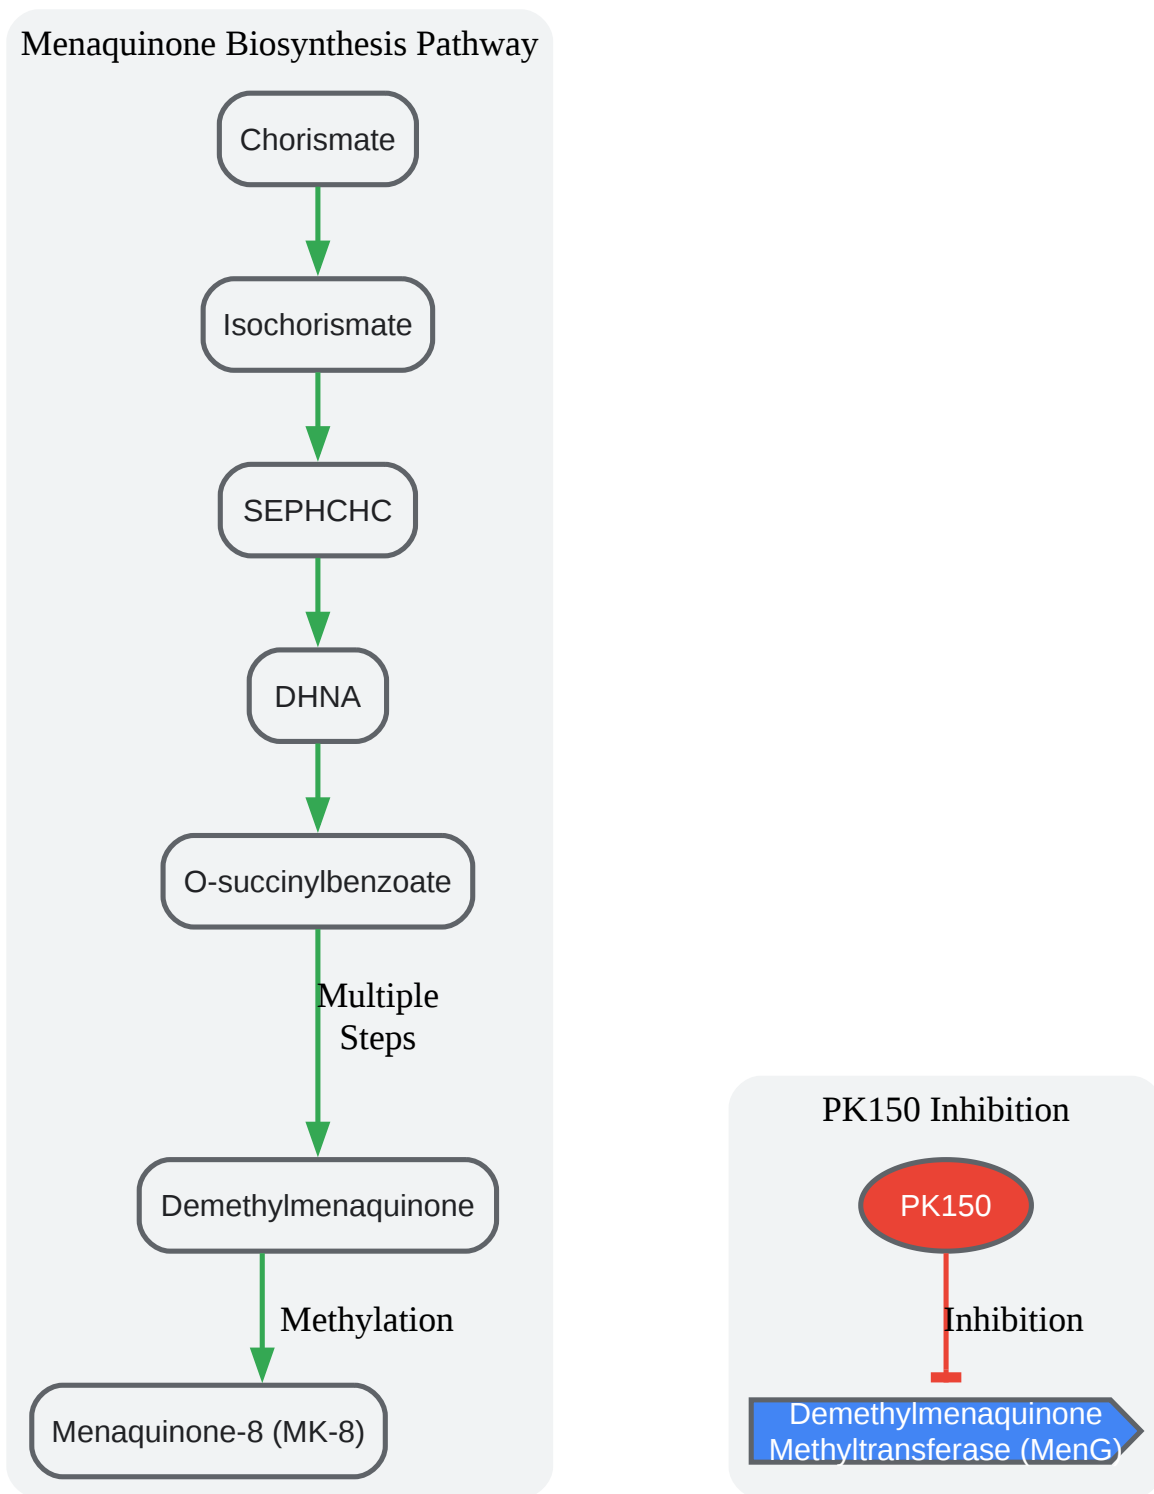 Menaquinone Biosynthesis Pathway
Chorismate
Isochorismate
SEPHCHC
DHNA
O-succinylbenzoate
Multiple
Steps
Demethylmenaquinone
Methylation
Menaquinone-8 (MK-8)
PK150 Inhibition
PK150
Inhibition
Demethylmenaquinone
Methyltransferase (MenG)